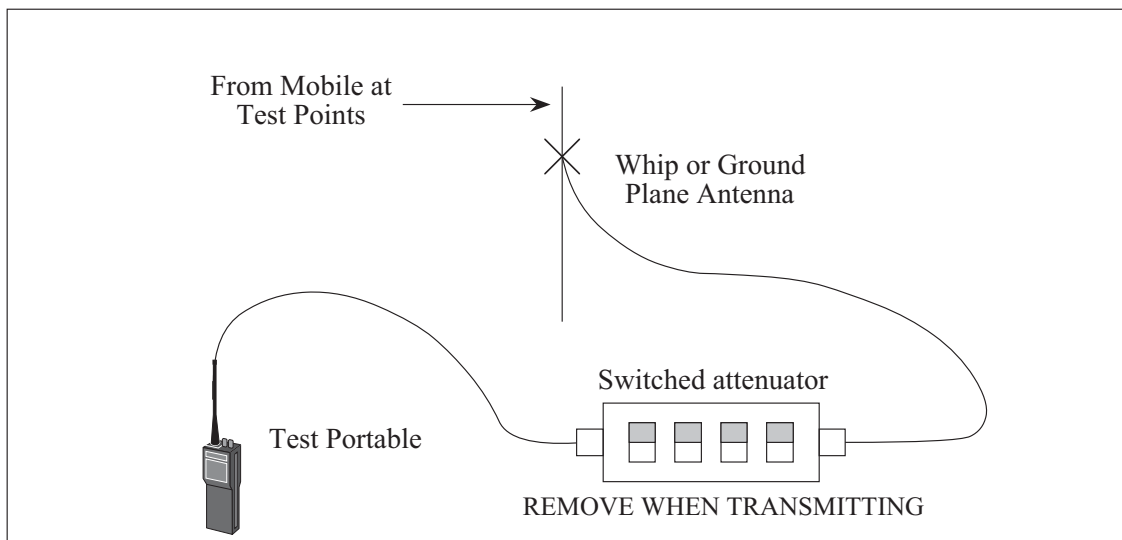 From Mobile at
Test Points
Whip or Ground
Plane Antenna
Switched attenuator
Test Portable
REMOVE WHEN TRANSMITTING